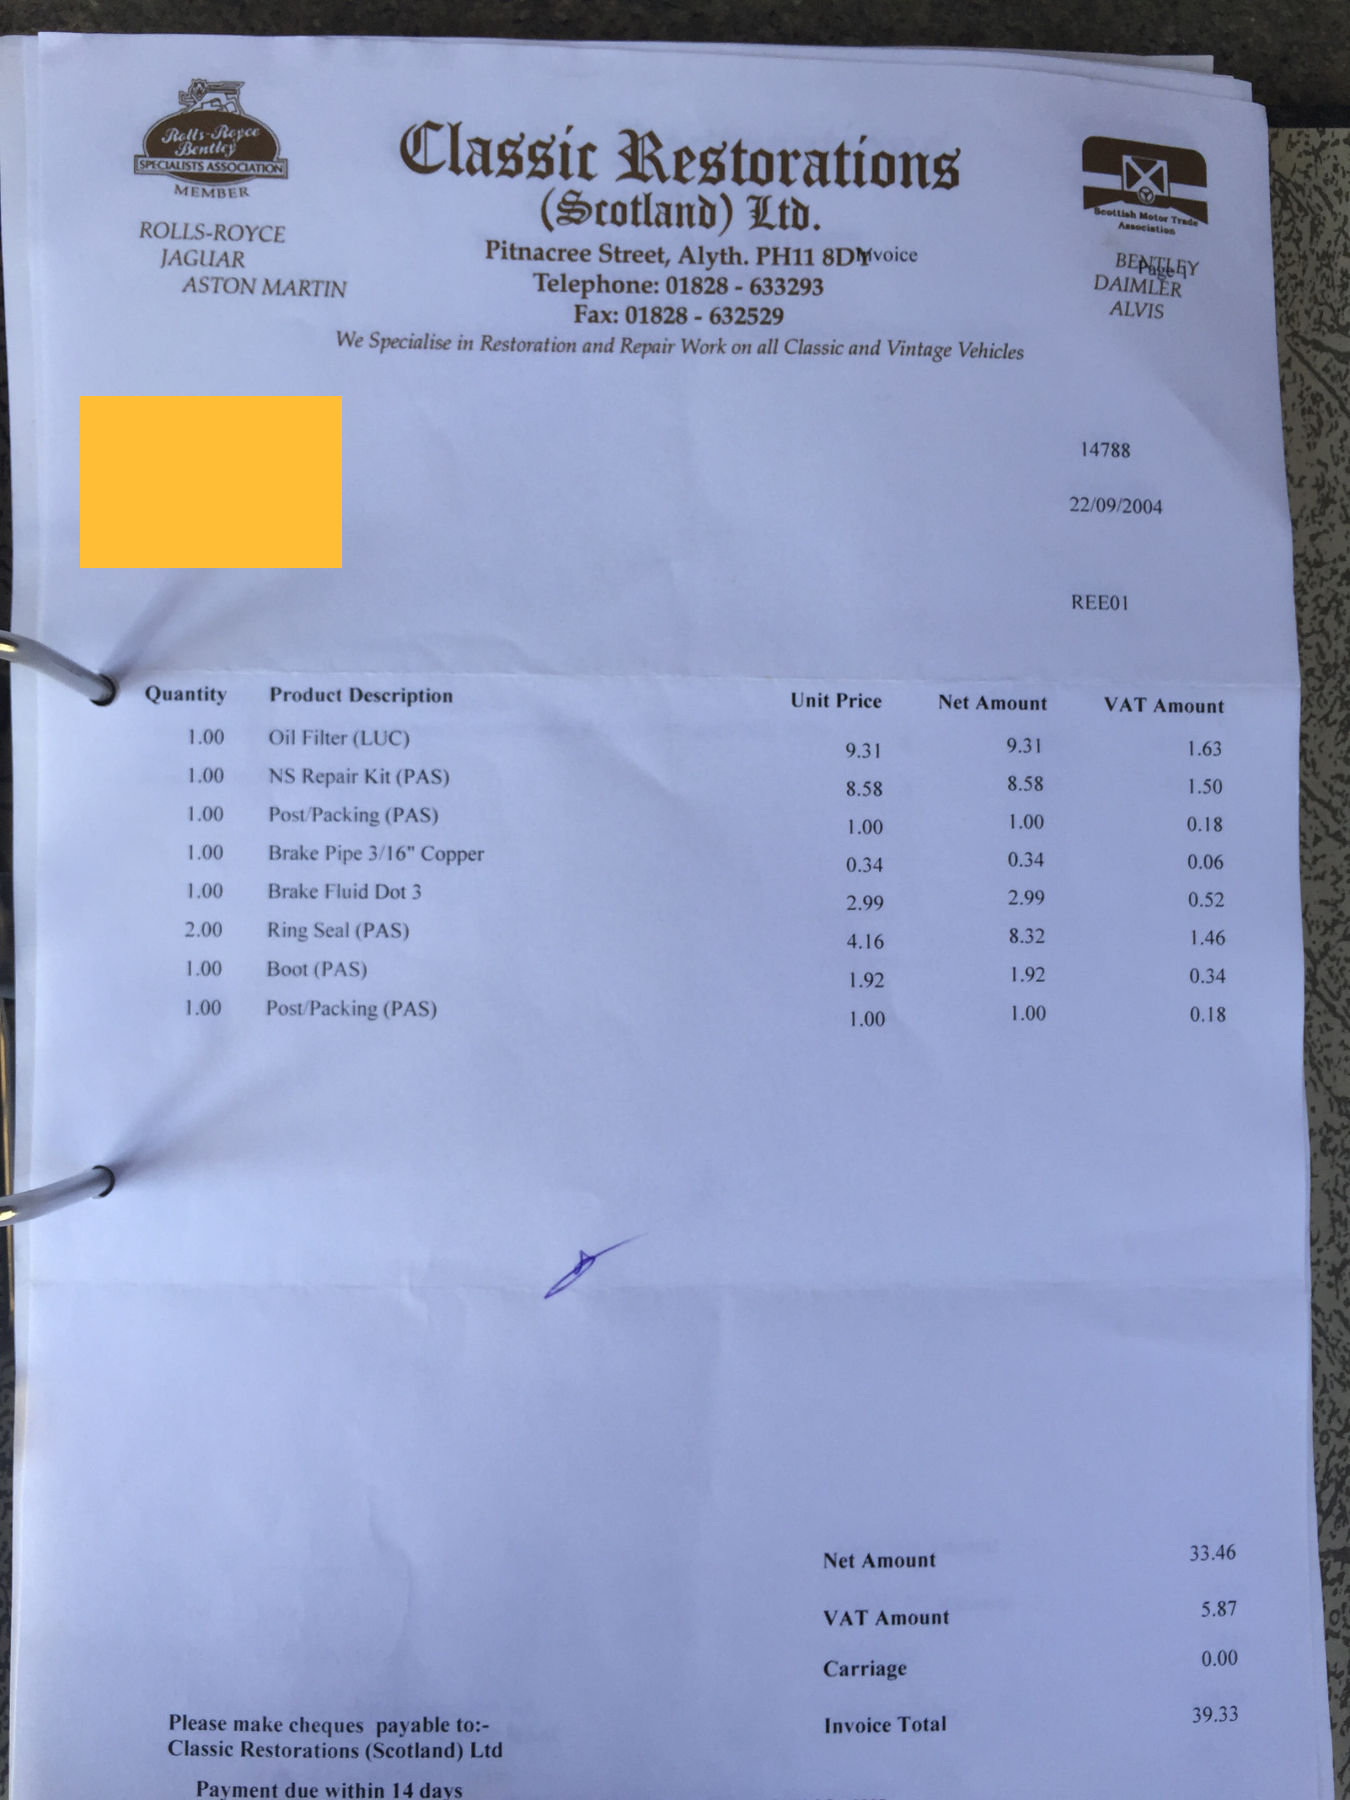 Rolls-Royce
Bentley
SPECIALISTS ASSOCIATION
MEMBER
ROLLS-ROYCE
JAGUAR
ASTON MARTIN
Classic Restorations
(Scotland) Ltd.
Pitnacree Street, Alyth. PH11 8DY
Invoice
Telephone: 01828 - 633293
Fax: 01828 - 632529
We Specialise in Restoration and Repair Work on all Classic and Vintage Vehicles
Scottish Motor Trade
Association
BENTLEY
Page 1
DAIMLER
ALVIS
14788
22/09/2004
REE01
Quantity Product Description Unit Price Net Amount VAT Amount
1.00 Oil Filter (LUC) 9.31 9.31 1.63
1.00 NS Repair Kit (PAS) 8.58 8.58 1.50
1.00 Post/Packing (PAS) 1.00 1.00 0.18
1.00 Brake Pipe 3/16" Copper 0.34 0.34 0.06
1.00 Brake Fluid Dot 3 2.99 2.99 0.52
2.00 Ring Seal (PAS) 4.16 8.32 1.46
1.00 Boot (PAS) 1.92 1.92 0.34
1.00 Post/Packing (PAS) 1.00 1.00 0.18
Net Amount 33.46
VAT Amount 5.87
Carriage 0.00
Invoice Total 39.33
Please make cheques payable to:-
Classic Restorations (Scotland) Ltd
Payment due within 14 days